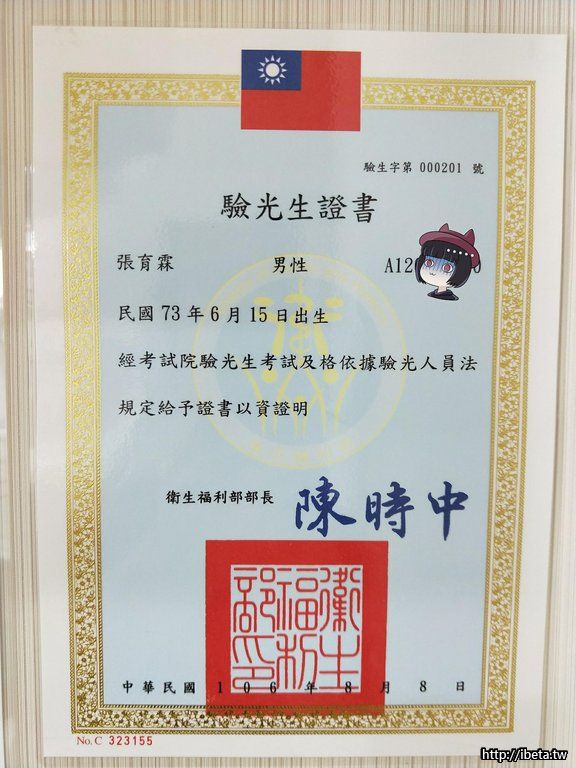 驗生字第 000201 號
驗光生證書
張育霖 男性 A12
民國 73 年 6 月 15 日出生
經考試院驗光生考試及格依據驗光人員法
規定給予證書以資證明
衛生福利部部長 陳時中
衛生福利部印
中華民國 106 年 8 月 8 日
No. C 323155
http://ibeta.tw